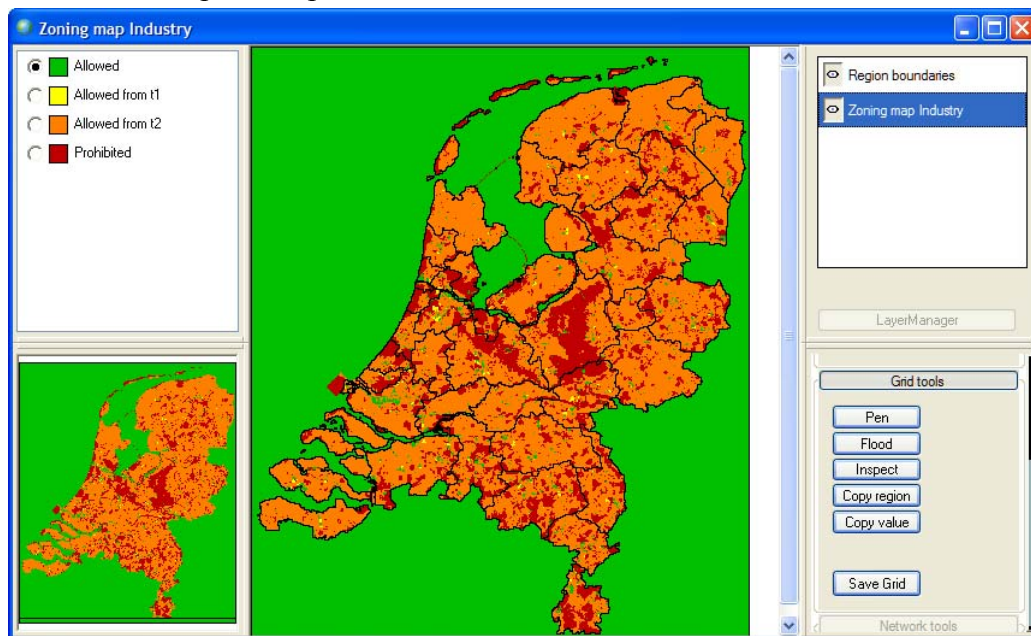 Zoning map Industry
Allowed
Allowed from t1
Allowed from t2
Prohibited
Region boundaries
Zoning map Industry
LayerManager
Grid tools
Pen
Flood
Inspect
Copy region
Copy value
Save Grid
Network tools